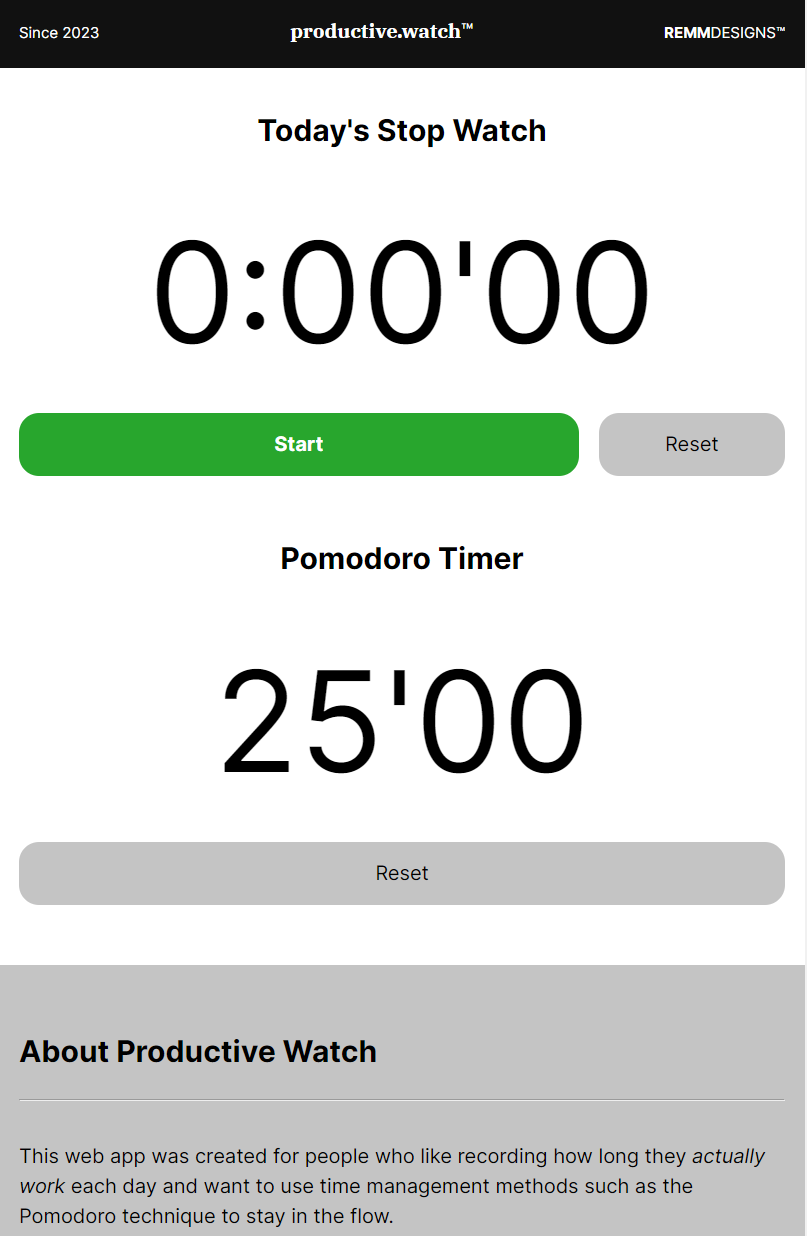 Since 2023
productive.watch™
REMMDESIGNS™
Today's Stop Watch
0:00'00
Start
Reset
Pomodoro Timer
25'00
Reset
About Productive Watch
This web app was created for people who like recording how long they actually
work each day and want to use time management methods such as the
Pomodoro technique to stay in the flow.